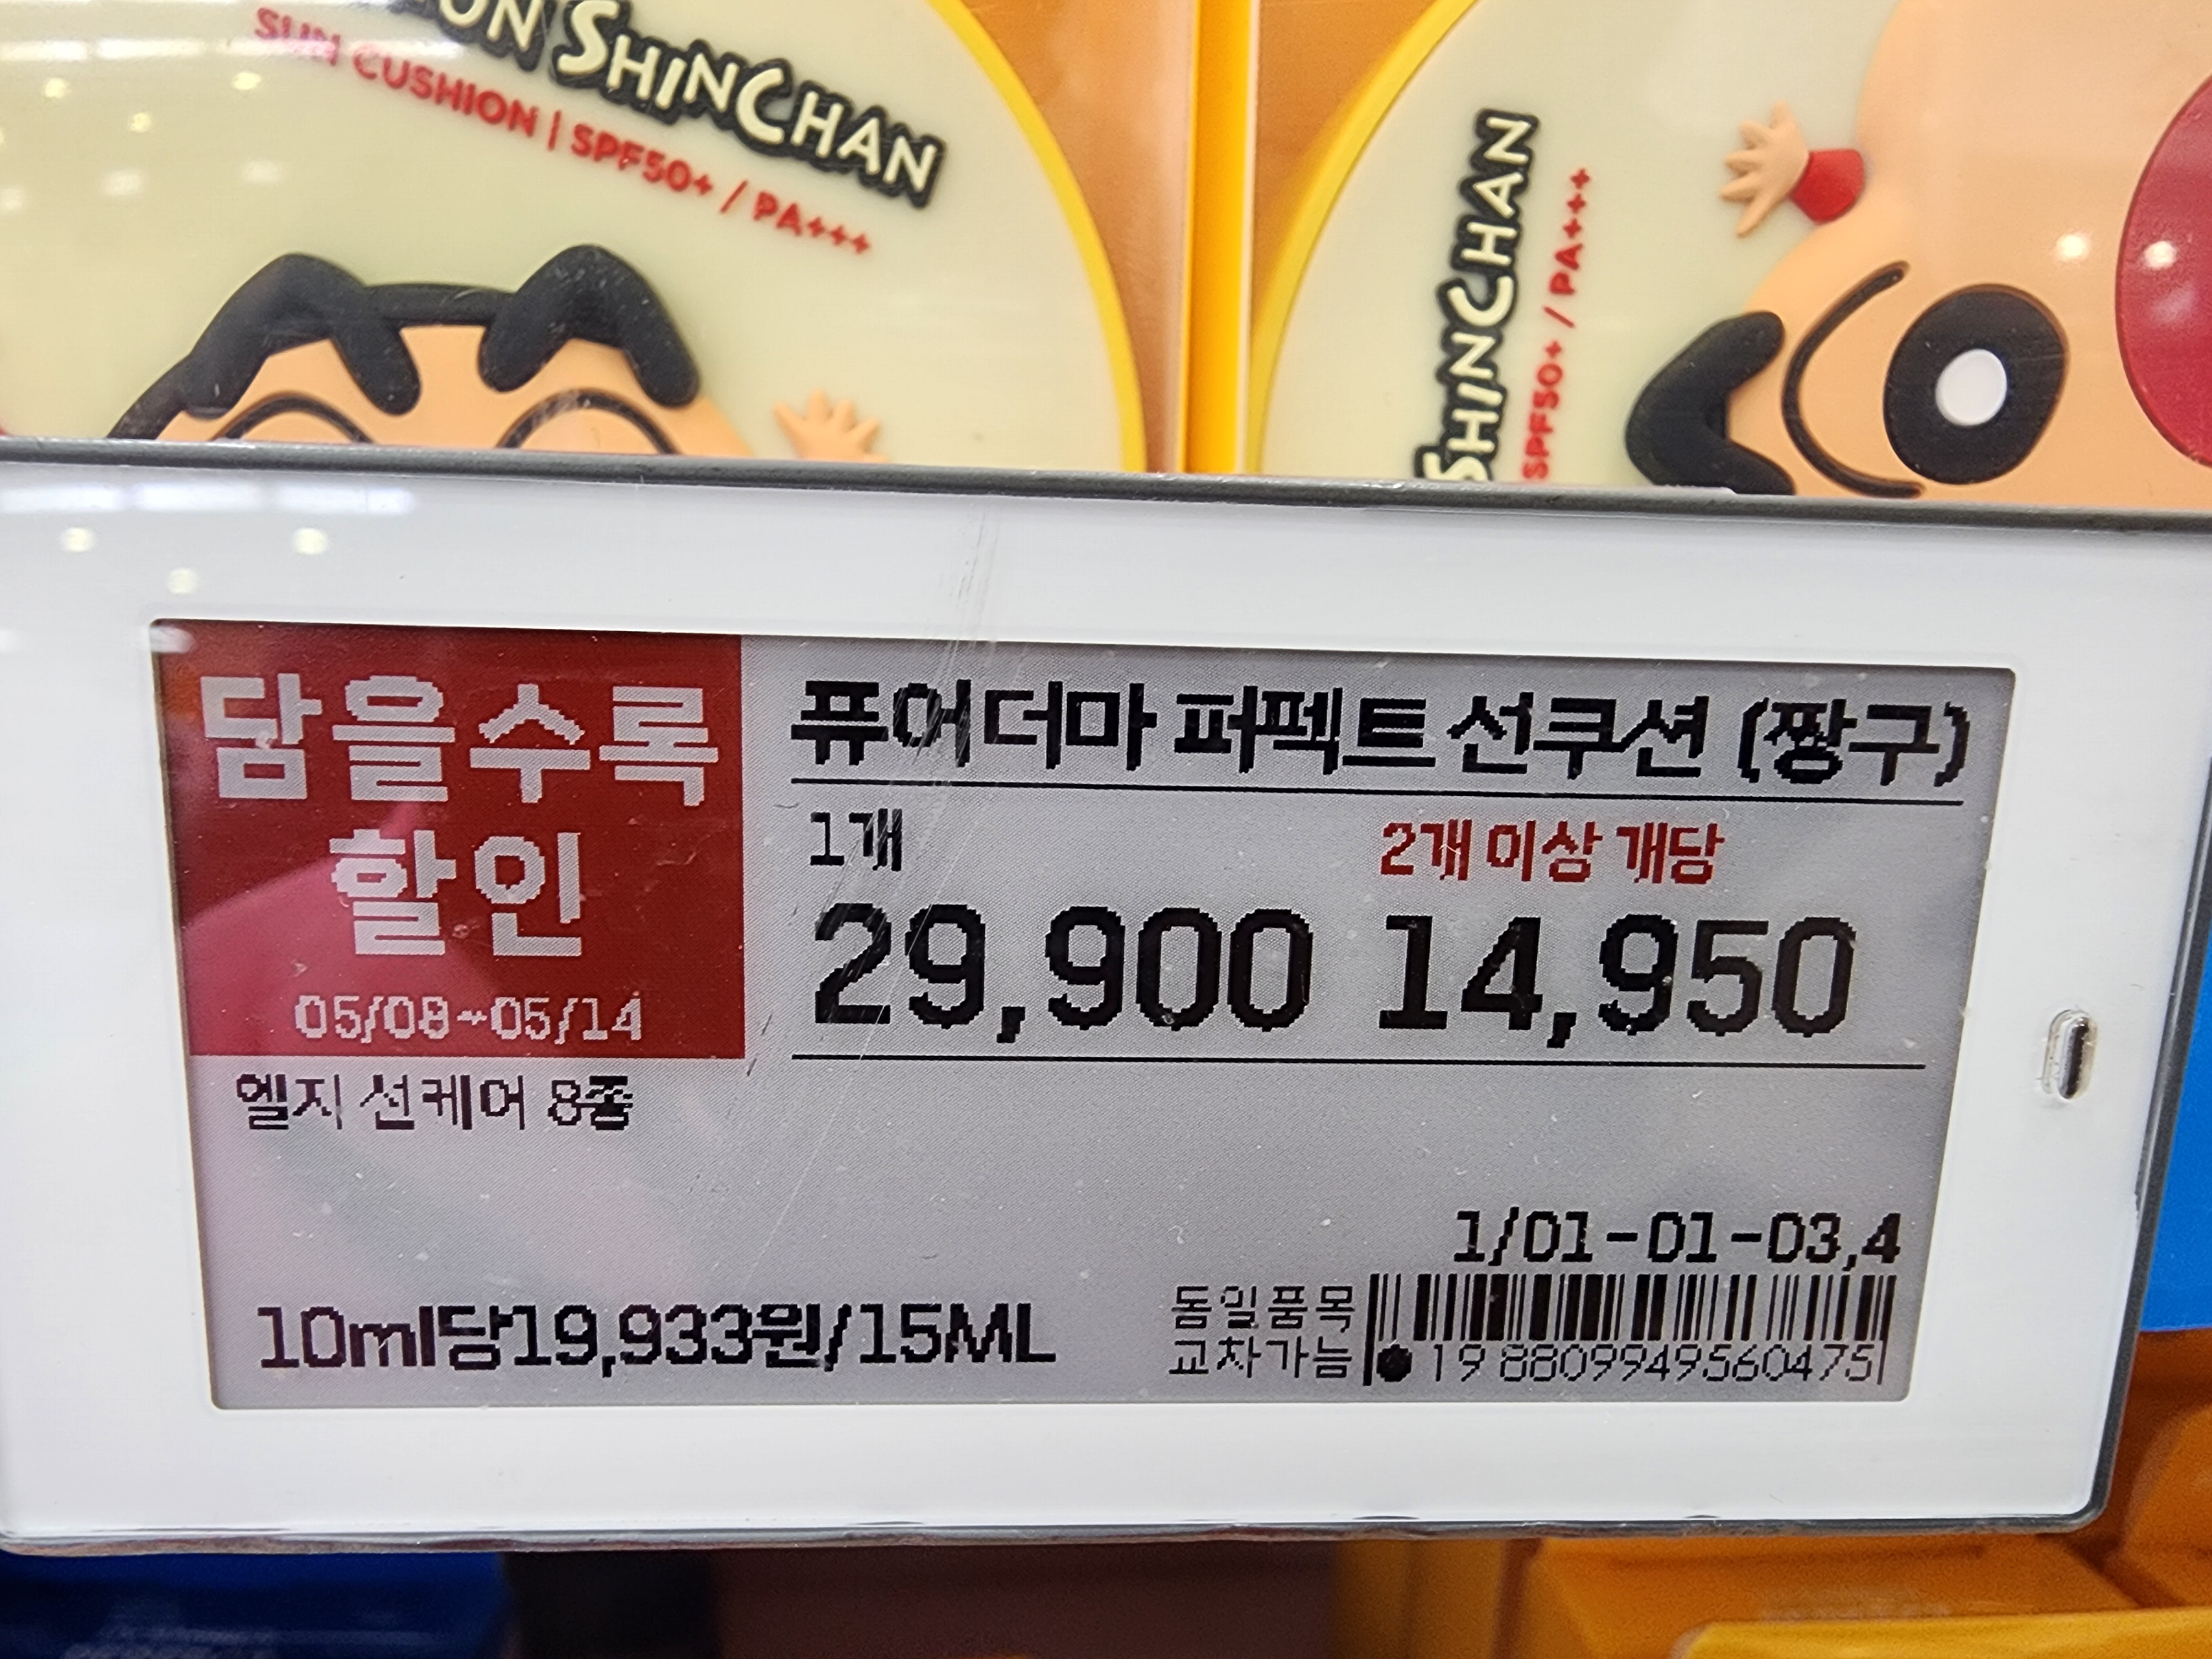 SHINCHAN
SUN CUSHION | SPF50+ / PA+++
SHINCHAN
SPF50+ / PA+++
담을수록
할인
05/08~05/14
엘지 선케어 8종
퓨어더마 퍼펙트 선쿠션 (짱구)
1개
2개 이상 개당
29,900 14,950
1/01-01-03,4
10ml당19,933원/15ML
동일품목
교차가능
19 8809949560475